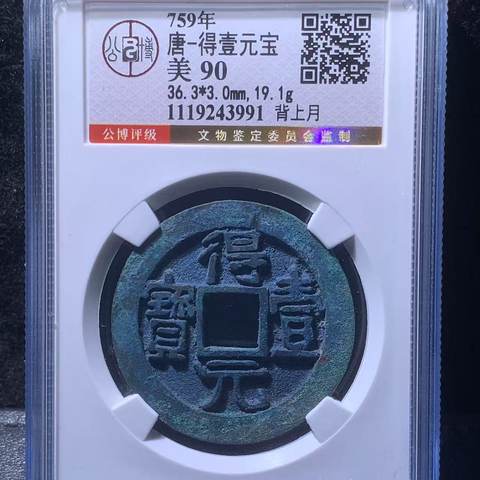 759年
唐-得壹元宝
美 90
36.3*3.0mm,19.1g
1119243991 背上月
公博评级
文物鉴定委员会监制
得壹元寶